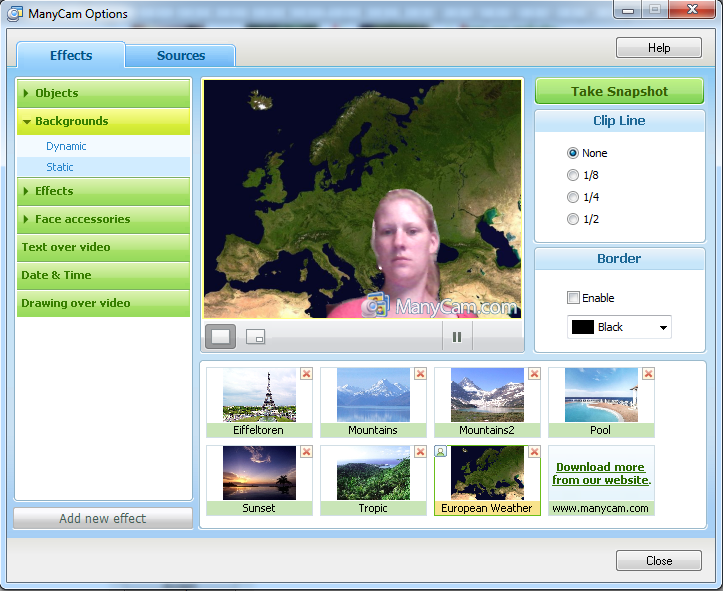 ManyCam Options
Effects
Sources
Help
Objects
Backgrounds
Dynamic
Static
Effects
Face accessories
Text over video
Date & Time
Drawing over video
Add new effect
ManyCam.com
Take Snapshot
Clip Line
None
1/8
1/4
1/2
Border
Enable
Black
Eiffeltoren
Mountains
Mountains2
Pool
Sunset
Tropic
European Weather
Download more
from our website.
www.manycam.com
Close